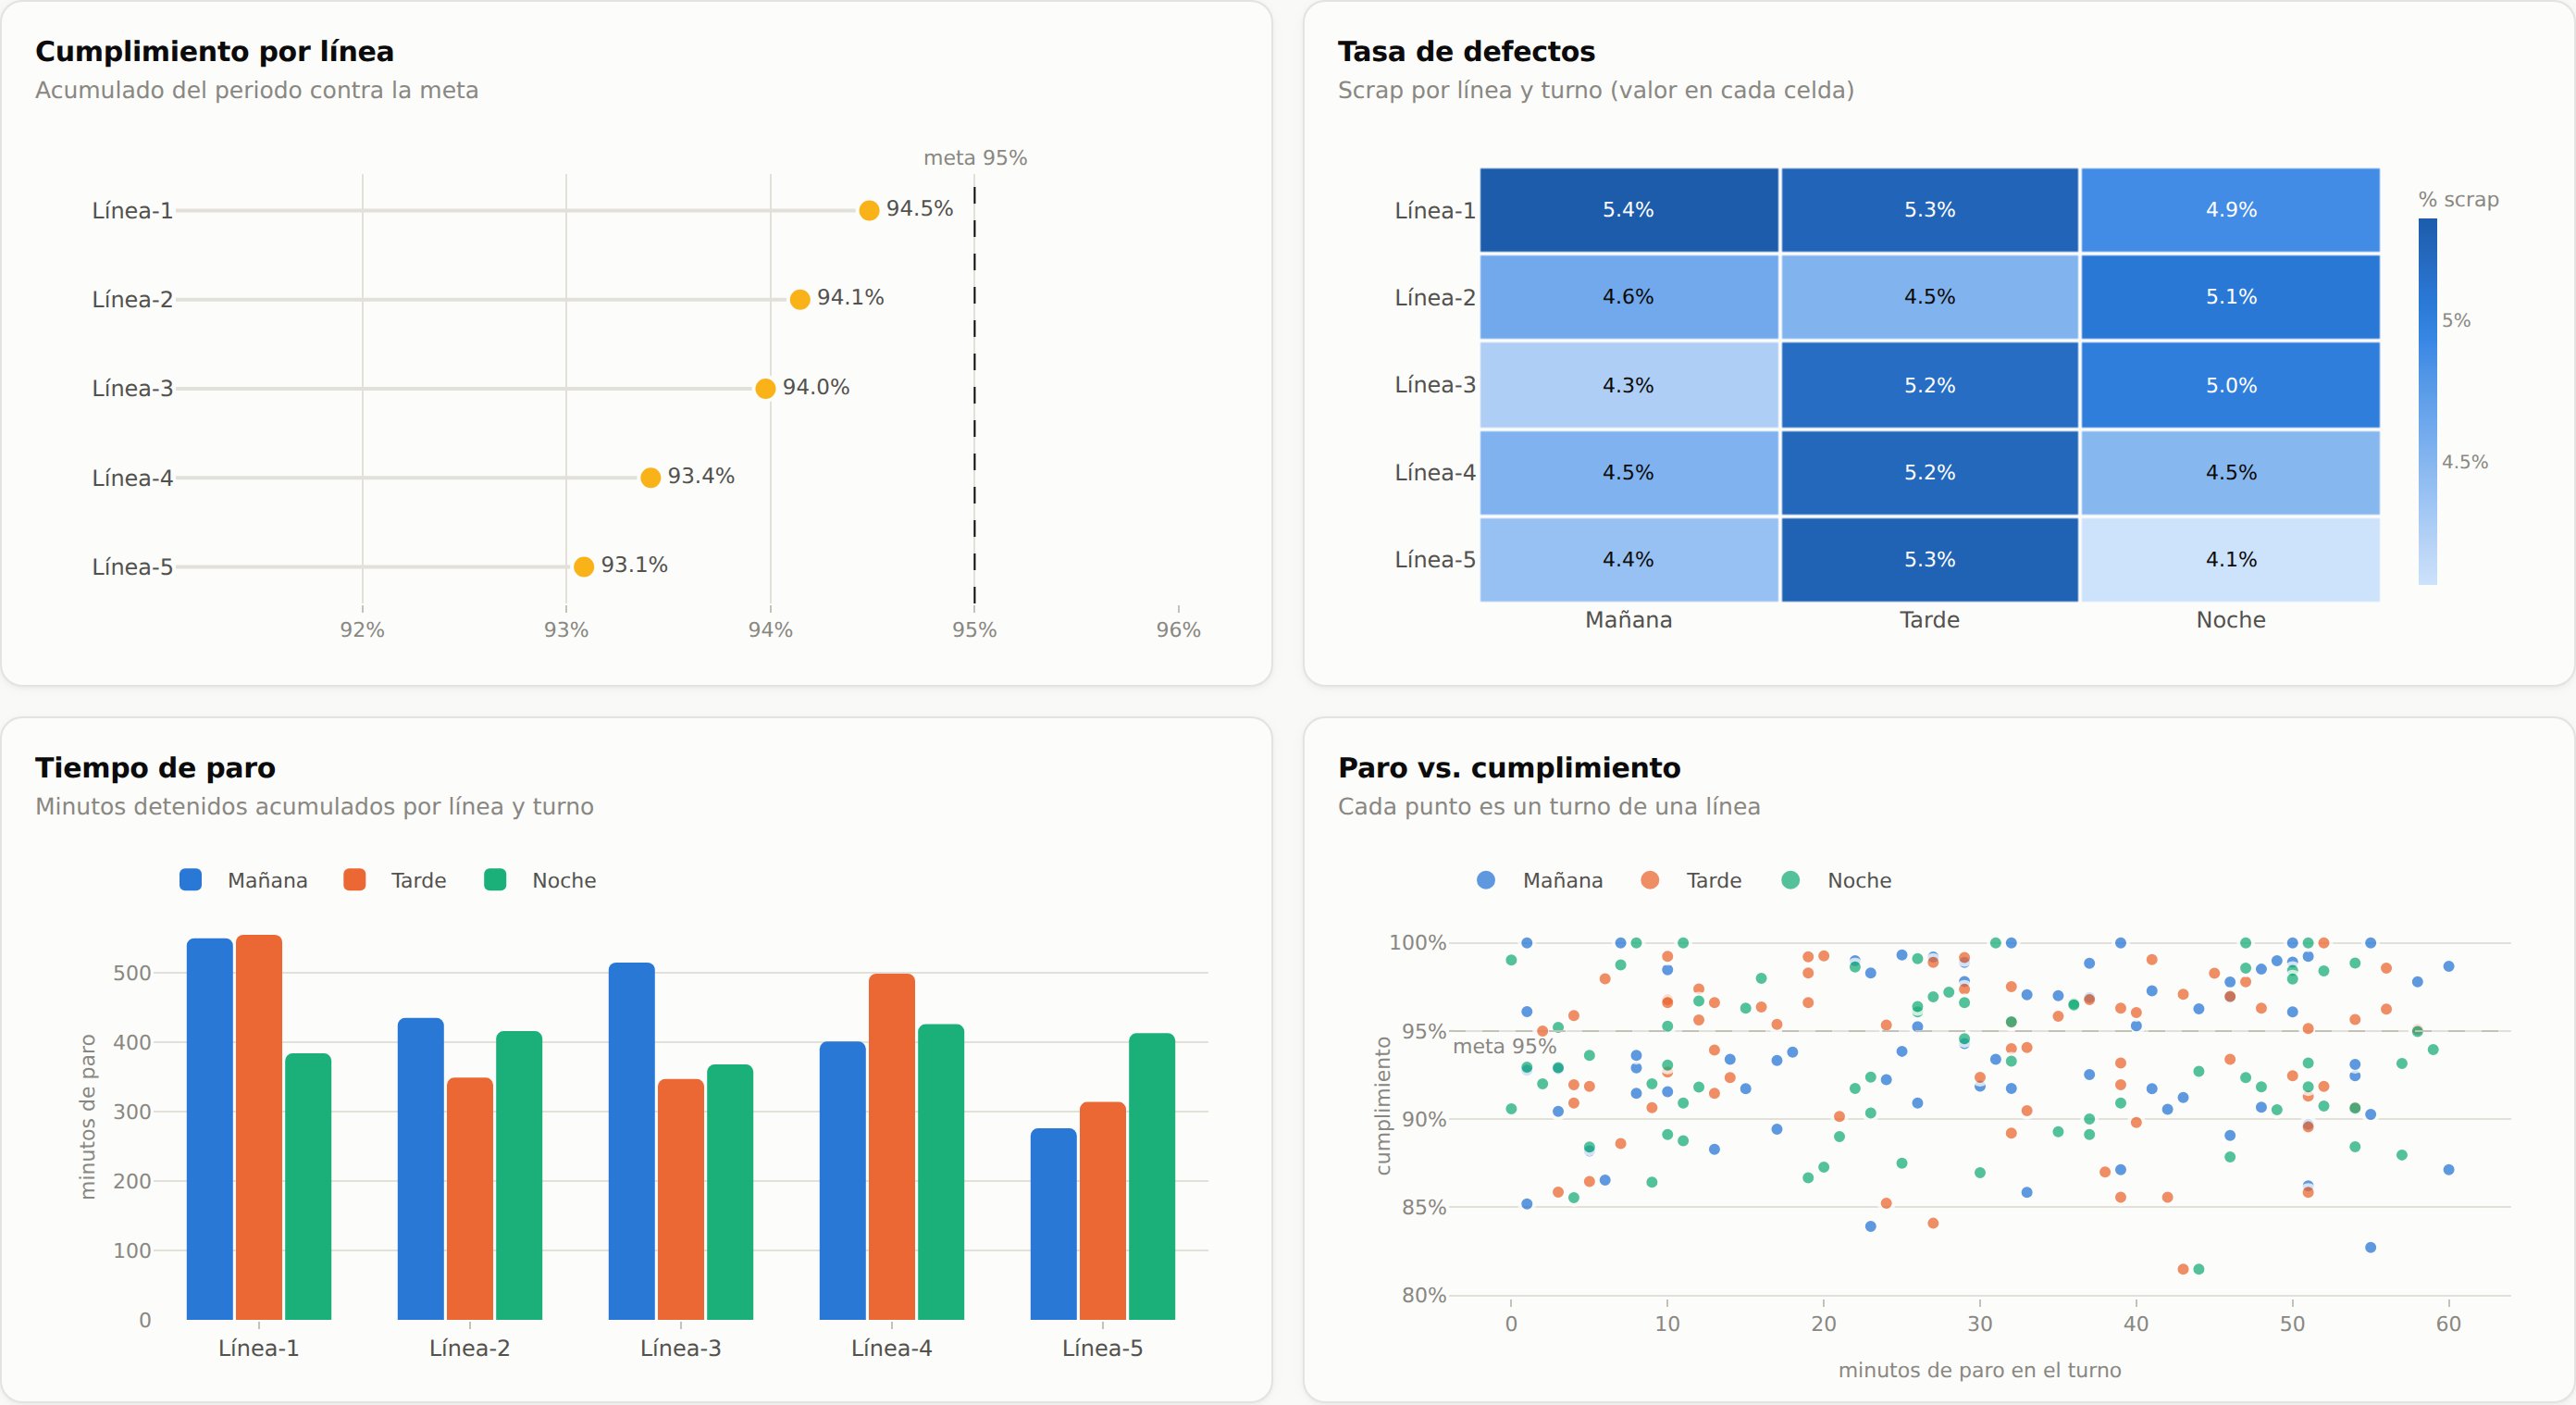 Cumplimiento por línea
Acumulado del periodo contra la meta
meta 95%
Línea-1
94.5%
Línea-2
94.1%
Línea-3
94.0%
Línea-4
93.4%
Línea-5
93.1%
92%
93%
94%
95%
96%
Tasa de defectos
Scrap por línea y turno (valor en cada celda)
% scrap
Línea-1
5.4%
5.3%
4.9%
Línea-2
4.6%
4.5%
5.1%
5%
Línea-3
4.3%
5.2%
5.0%
Línea-4
4.5%
5.2%
4.5%
4.5%
Línea-5
4.4%
5.3%
4.1%
Mañana
Tarde
Noche
Tiempo de paro
Minutos detenidos acumulados por línea y turno
Mañana
Tarde
Noche
minutos de paro
500
400
300
200
100
0
Línea-1
Línea-2
Línea-3
Línea-4
Línea-5
Paro vs. cumplimiento
Cada punto es un turno de una línea
Mañana
Tarde
Noche
cumplimiento
100%
95%
meta 95%
90%
85%
80%
0
10
20
30
40
50
60
minutos de paro en el turno